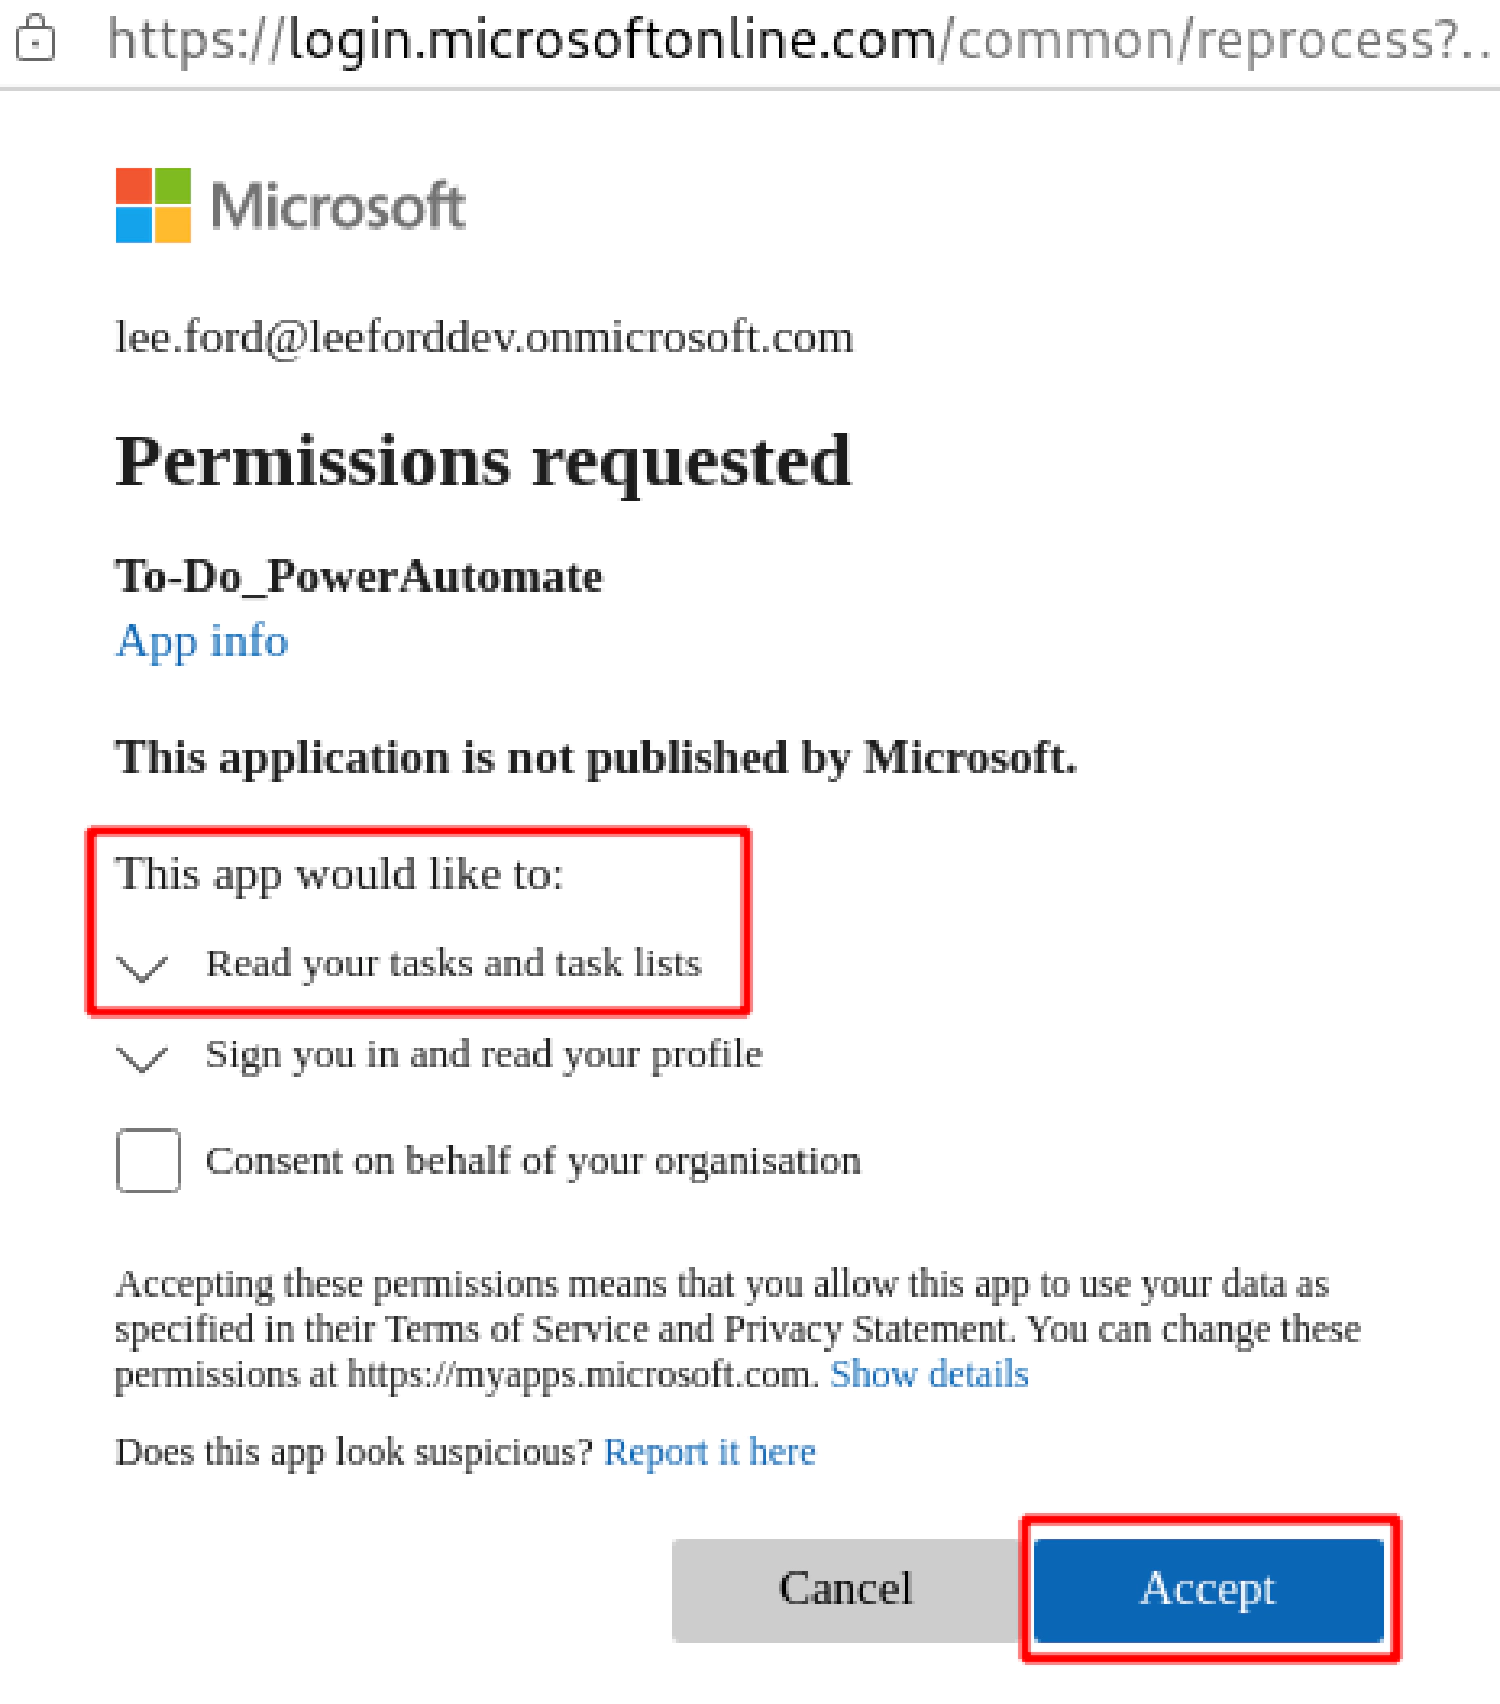 https://login.microsoftonline.com/common/reprocess?..
Microsoft
lee.ford@leeforddev.onmicrosoft.com
Permissions requested
To-Do_PowerAutomate
App info
This application is not published by Microsoft.
This app would like to:
Read your tasks and task lists
Sign you in and read your profile
Consent on behalf of your organisation
Accepting these permissions means that you allow this app to use your data as
specified in their Terms of Service and Privacy Statement. You can change these
permissions at https://myapps.microsoft.com. Show details
Does this app look suspicious? Report it here
Cancel Accept